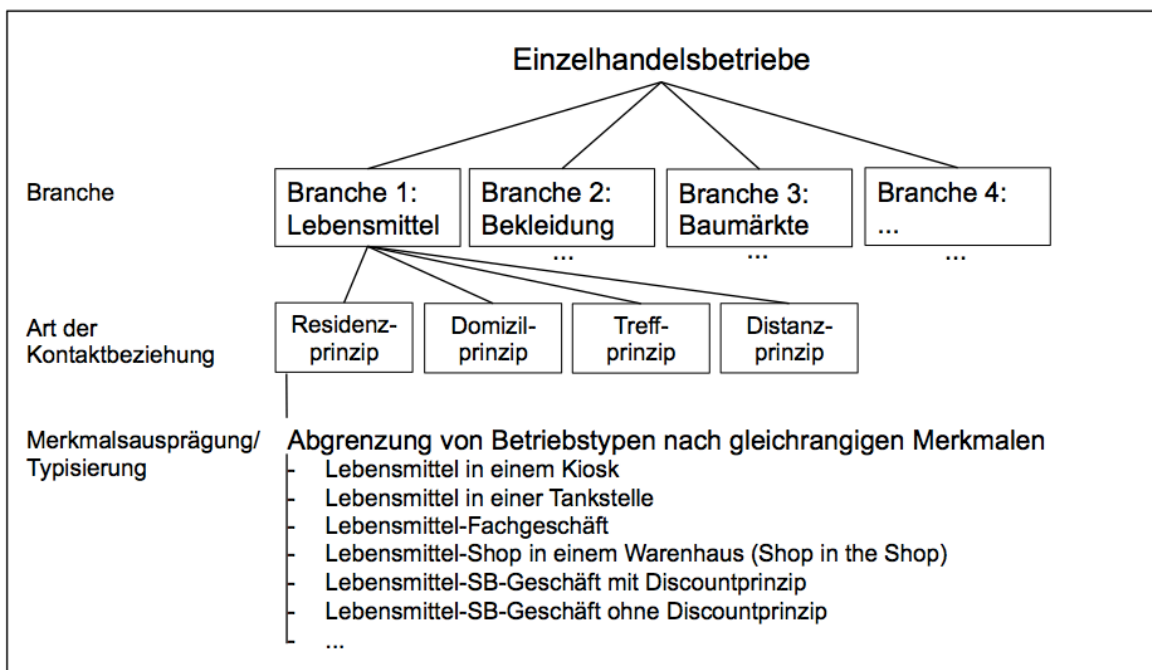 Einzelhandelsbetriebe
Branche
Branche 1:
Lebensmittel
Branche 2:
Bekleidung
...
Branche 3:
Baumärkte
...
Branche 4:
...
...
Art der
Kontaktbeziehung
Residenz-
prinzip
Domizil-
prinzip
Treff-
prinzip
Distanz-
prinzip
Merkmalsausprägung/
Typisierung
Abgrenzung von Betriebstypen nach gleichrangigen Merkmalen
- Lebensmittel in einem Kiosk
- Lebensmittel in einer Tankstelle
- Lebensmittel-Fachgeschäft
- Lebensmittel-Shop in einem Warenhaus (Shop in the Shop)
- Lebensmittel-SB-Geschäft mit Discountprinzip
- Lebensmittel-SB-Geschäft ohne Discountprinzip
- ...